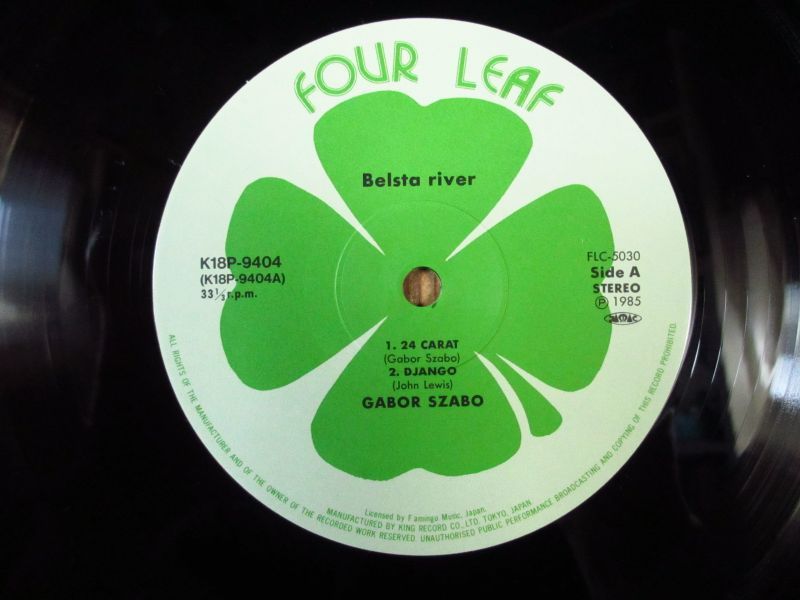 FOUR LEAF
Belsta river
K18P-9404
(K18P-9404A)
33⅓ r.p.m.
FLC-5030
Side A
STEREO
Ⓟ 1985
1. 24 CARAT
(Gabor Szabo)
2. DJANGO
(John Lewis)
GABOR SZABO
Licensed by Famingu Music, Japan.
MANUFACTURED BY KING RECORD CO., LTD, TOKYO, JAPAN
ALL RIGHTS OF THE MANUFACTURER AND OF THE OWNER OF THE RECORDED WORK RESERVED. UNAUTHORISED PUBLIC PERFORMANCE BROADCASTING AND COPYING OF THIS RECORD PROHIBITED.